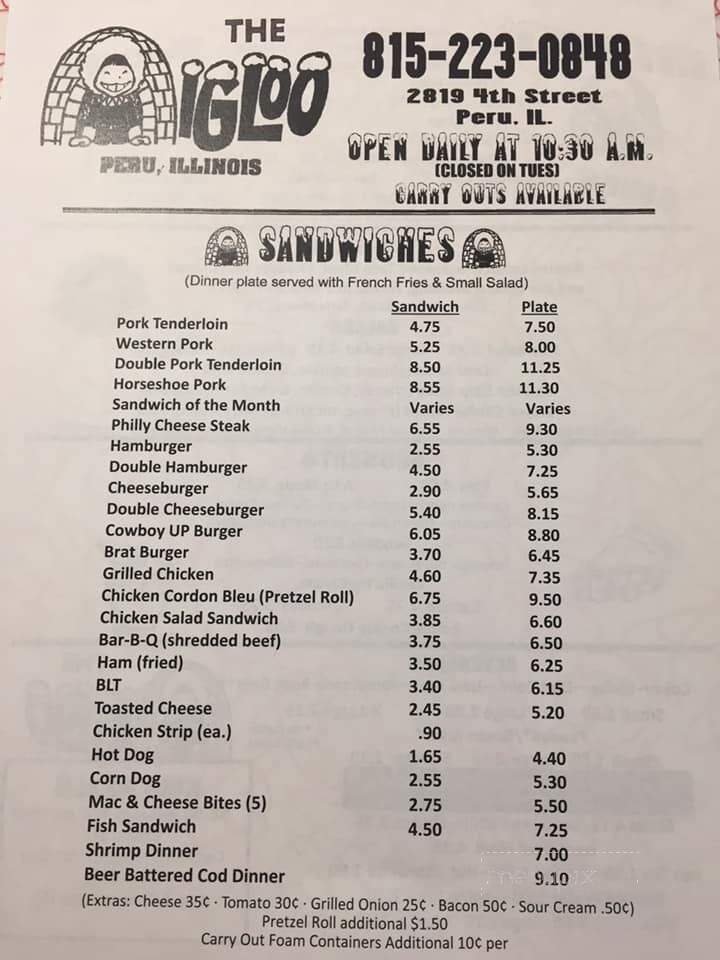 THE
IGLOO
PERU, ILLINOIS
815-223-0848
2819 4th Street
Peru. IL.
OPEN DAILY AT 10:30 A.M.
(CLOSED ON TUES)
CARRY OUTS AVAILABLE
SANDWICHES
(Dinner plate served with French Fries & Small Salad)
Sandwich Plate
Pork Tenderloin 4.75 7.50
Western Pork 5.25 8.00
Double Pork Tenderloin 8.50 11.25
Horseshoe Pork 8.55 11.30
Sandwich of the Month Varies Varies
Philly Cheese Steak 6.55 9.30
Hamburger 2.55 5.30
Double Hamburger 4.50 7.25
Cheeseburger 2.90 5.65
Double Cheeseburger 5.40 8.15
Cowboy UP Burger 6.05 8.80
Brat Burger 3.70 6.45
Grilled Chicken 4.60 7.35
Chicken Cordon Bleu (Pretzel Roll) 6.75 9.50
Chicken Salad Sandwich 3.85 6.60
Bar-B-Q (shredded beef) 3.75 6.50
Ham (fried) 3.50 6.25
BLT 3.40 6.15
Toasted Cheese 2.45 5.20
Chicken Strip (ea.) .90
Hot Dog 1.65 4.40
Corn Dog 2.55 5.30
Mac & Cheese Bites (5) 2.75 5.50
Fish Sandwich 4.50 7.25
Shrimp Dinner 7.00
Beer Battered Cod Dinner 9.10
(Extras: Cheese 35¢ · Tomato 30¢ · Grilled Onion 25¢ · Bacon 50¢ · Sour Cream .50¢)
Pretzel Roll additional $1.50
Carry Out Foam Containers Additional 10¢ per